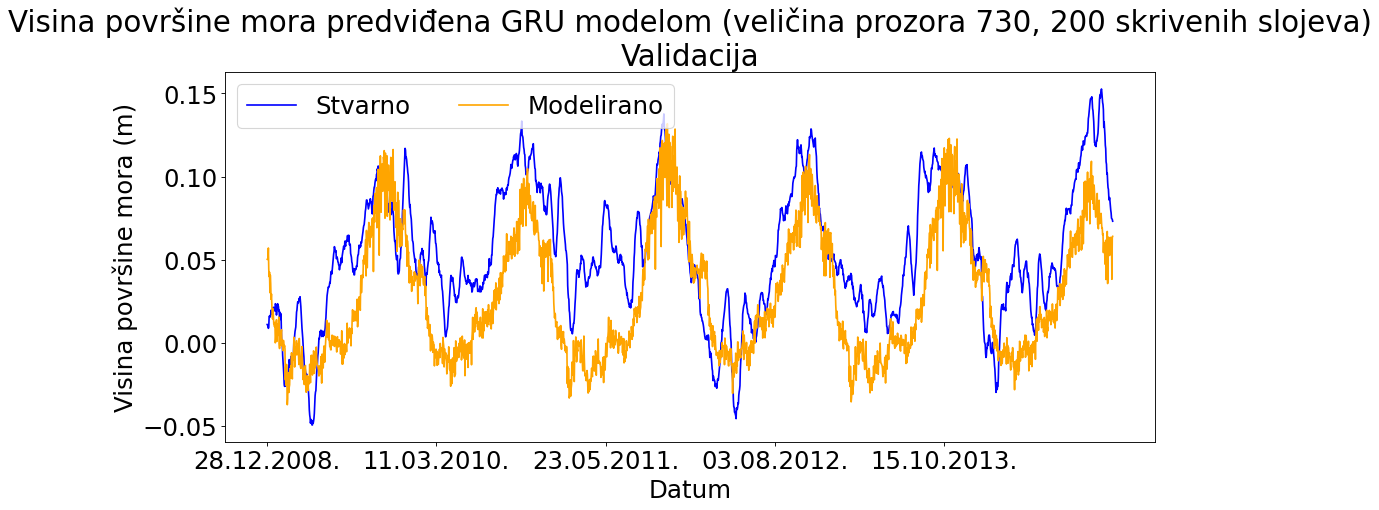 Visina površine mora predviđena GRU modelom (veličina prozora 730, 200 skrivenih slojeva)
Validacija
Stvarno
Modelirano
Visina površine mora (m)
0.15
0.10
0.05
0.00
−0.05
28.12.2008.
11.03.2010.
23.05.2011.
03.08.2012.
15.10.2013.
Datum